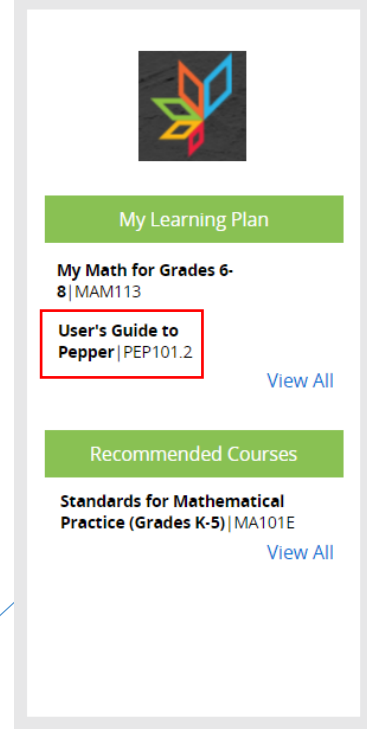 My Learning Plan
My Math for Grades 6-
8|MAM113
User's Guide to
Pepper|PEP101.2
View All
Recommended Courses
Standards for Mathematical
Practice (Grades K-5)|MA101E
View All